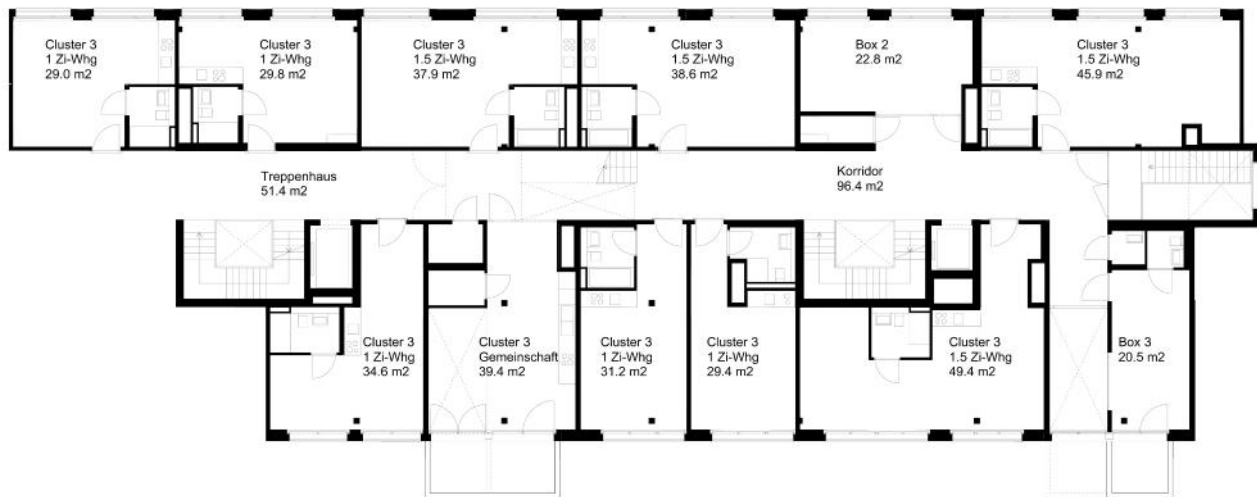 Cluster 3
1 Zi-Whg
29.0 m2
Cluster 3
1 Zi-Whg
29.8 m2
Cluster 3
1.5 Zi-Whg
37.9 m2
Cluster 3
1.5 Zi-Whg
38.6 m2
Box 2
22.8 m2
Cluster 3
1.5 Zi-Whg
45.9 m2
Treppenhaus
51.4 m2
Korridor
96.4 m2
Cluster 3
1 Zi-Whg
34.6 m2
Cluster 3
Gemeinschaft
39.4 m2
Cluster 3
1 Zi-Whg
31.2 m2
Cluster 3
1 Zi-Whg
29.4 m2
Cluster 3
1.5 Zi-Whg
49.4 m2
Box 3
20.5 m2